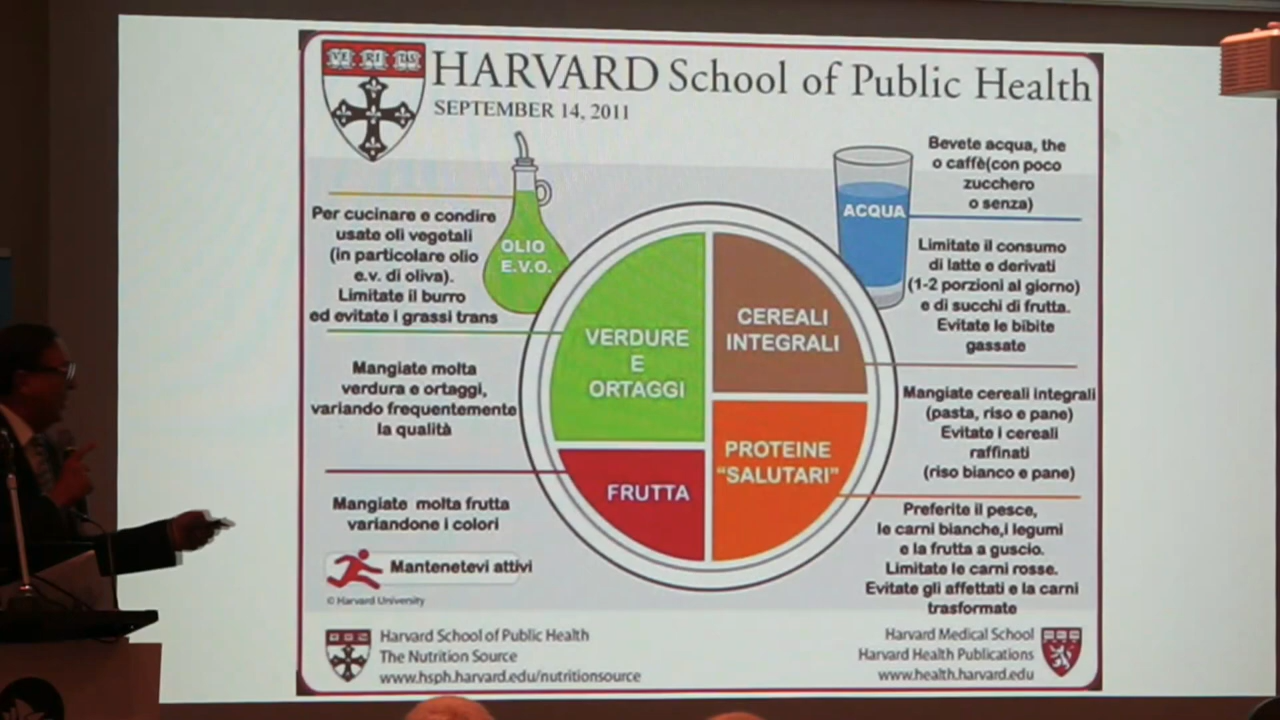 VE RI TAS
HARVARD School of Public Health
SEPTEMBER 14, 2011
Per cucinare e condire
usate oli vegetali
(in particolare olio
e.v. di oliva).
Limitate il burro
ed evitate i grassi trans
OLIO
E.V.O.
Mangiate molta
verdura e ortaggi,
variando frequentemente
la qualità
Mangiate molta frutta
variandone i colori
Mantenetevi attivi
© Harvard University
VERDURE
E
ORTAGGI
FRUTTA
CEREALI
INTEGRALI
PROTEINE
“SALUTARI”
ACQUA
Bevete acqua, the
o caffè(con poco
zucchero
o senza)
Limitate il consumo
di latte e derivati
(1-2 porzioni al giorno)
e di succhi di frutta.
Evitate le bibite
gassate
Mangiate cereali integrali
(pasta, riso e pane)
Evitate i cereali
raffinati
(riso bianco e pane)
Preferite il pesce,
le carni bianche,i legumi
e la frutta a guscio.
Limitate le carni rosse.
Evitate gli affettati e la carni
trasformate
Harvard School of Public Health
The Nutrition Source
www.hsph.harvard.edu/nutritionsource
Harvard Medical School
Harvard Health Publications
www.health.harvard.edu